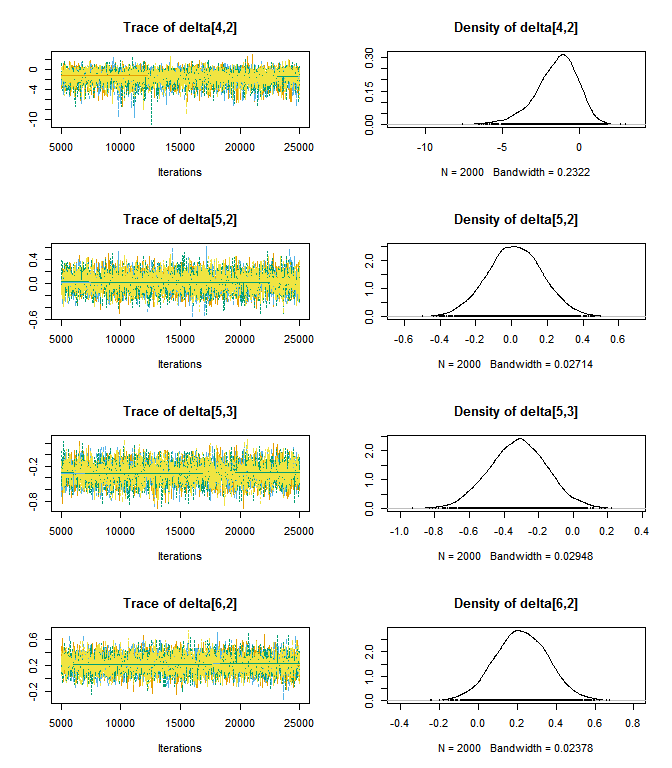 Trace of delta[4,2]
Density of delta[4,2]
0
-4
-10
5000 10000 15000 20000 25000
Iterations
0.30
0.15
0.00
-10 -5 0
N = 2000 Bandwidth = 0.2322
Trace of delta[5,2]
Density of delta[5,2]
0.4
0.0
-0.6
5000 10000 15000 20000 25000
Iterations
2.0
1.0
0.0
-0.6 -0.4 -0.2 0.0 0.2 0.4 0.6
N = 2000 Bandwidth = 0.02714
Trace of delta[5,3]
Density of delta[5,3]
-0.2
-0.8
5000 10000 15000 20000 25000
Iterations
2.0
1.0
0.0
-1.0 -0.8 -0.6 -0.4 -0.2 0.0 0.2 0.4
N = 2000 Bandwidth = 0.02948
Trace of delta[6,2]
Density of delta[6,2]
0.6
0.2
-0.2
5000 10000 15000 20000 25000
Iterations
2.0
1.0
0.0
-0.4 -0.2 0.0 0.2 0.4 0.6 0.8
N = 2000 Bandwidth = 0.02378